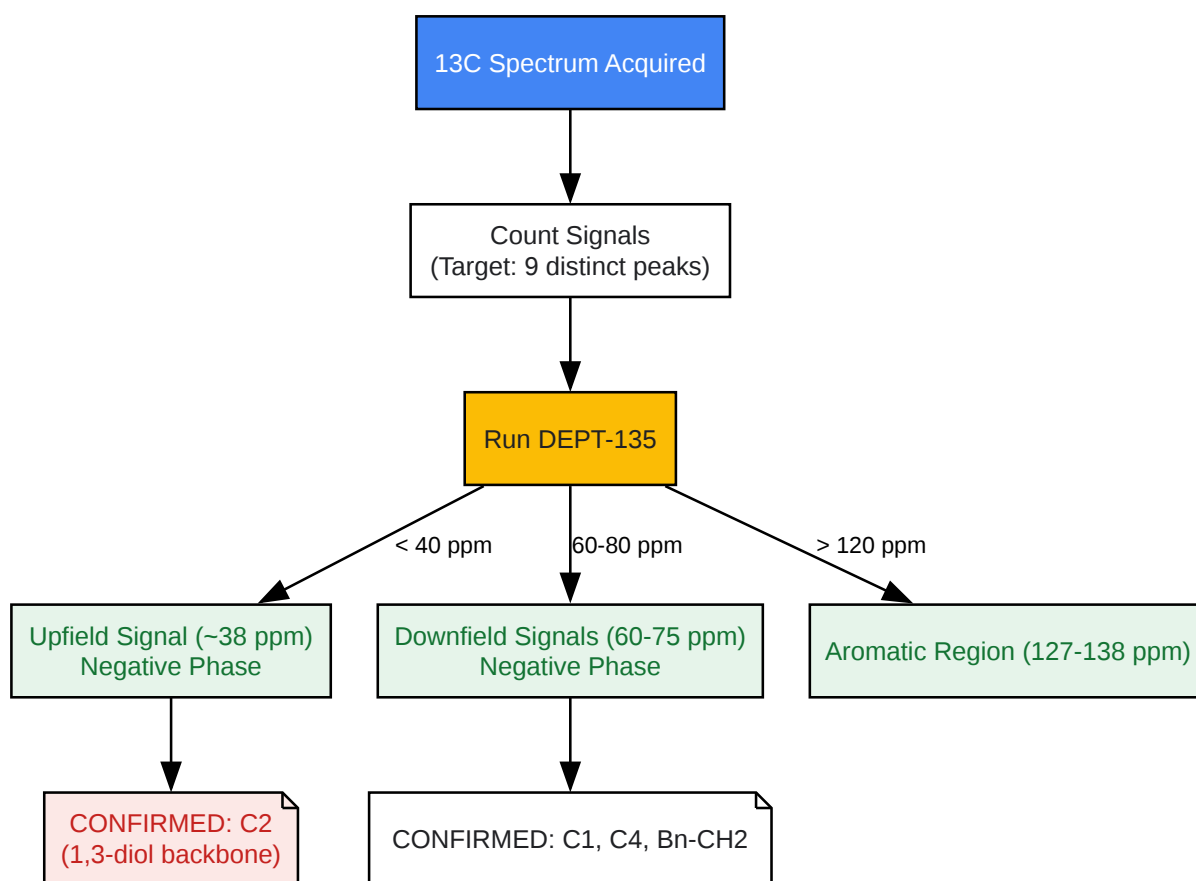 13C Spectrum Acquired
Count Signals
(Target: 9 distinct peaks)
Run DEPT-135
< 40 ppm
60-80 ppm
> 120 ppm
Upfield Signal (~38 ppm)
Negative Phase
Downfield Signals (60-75 ppm)
Negative Phase
Aromatic Region (127-138 ppm)
CONFIRMED: C2
(1,3-diol backbone)
CONFIRMED: C1, C4, Bn-CH2